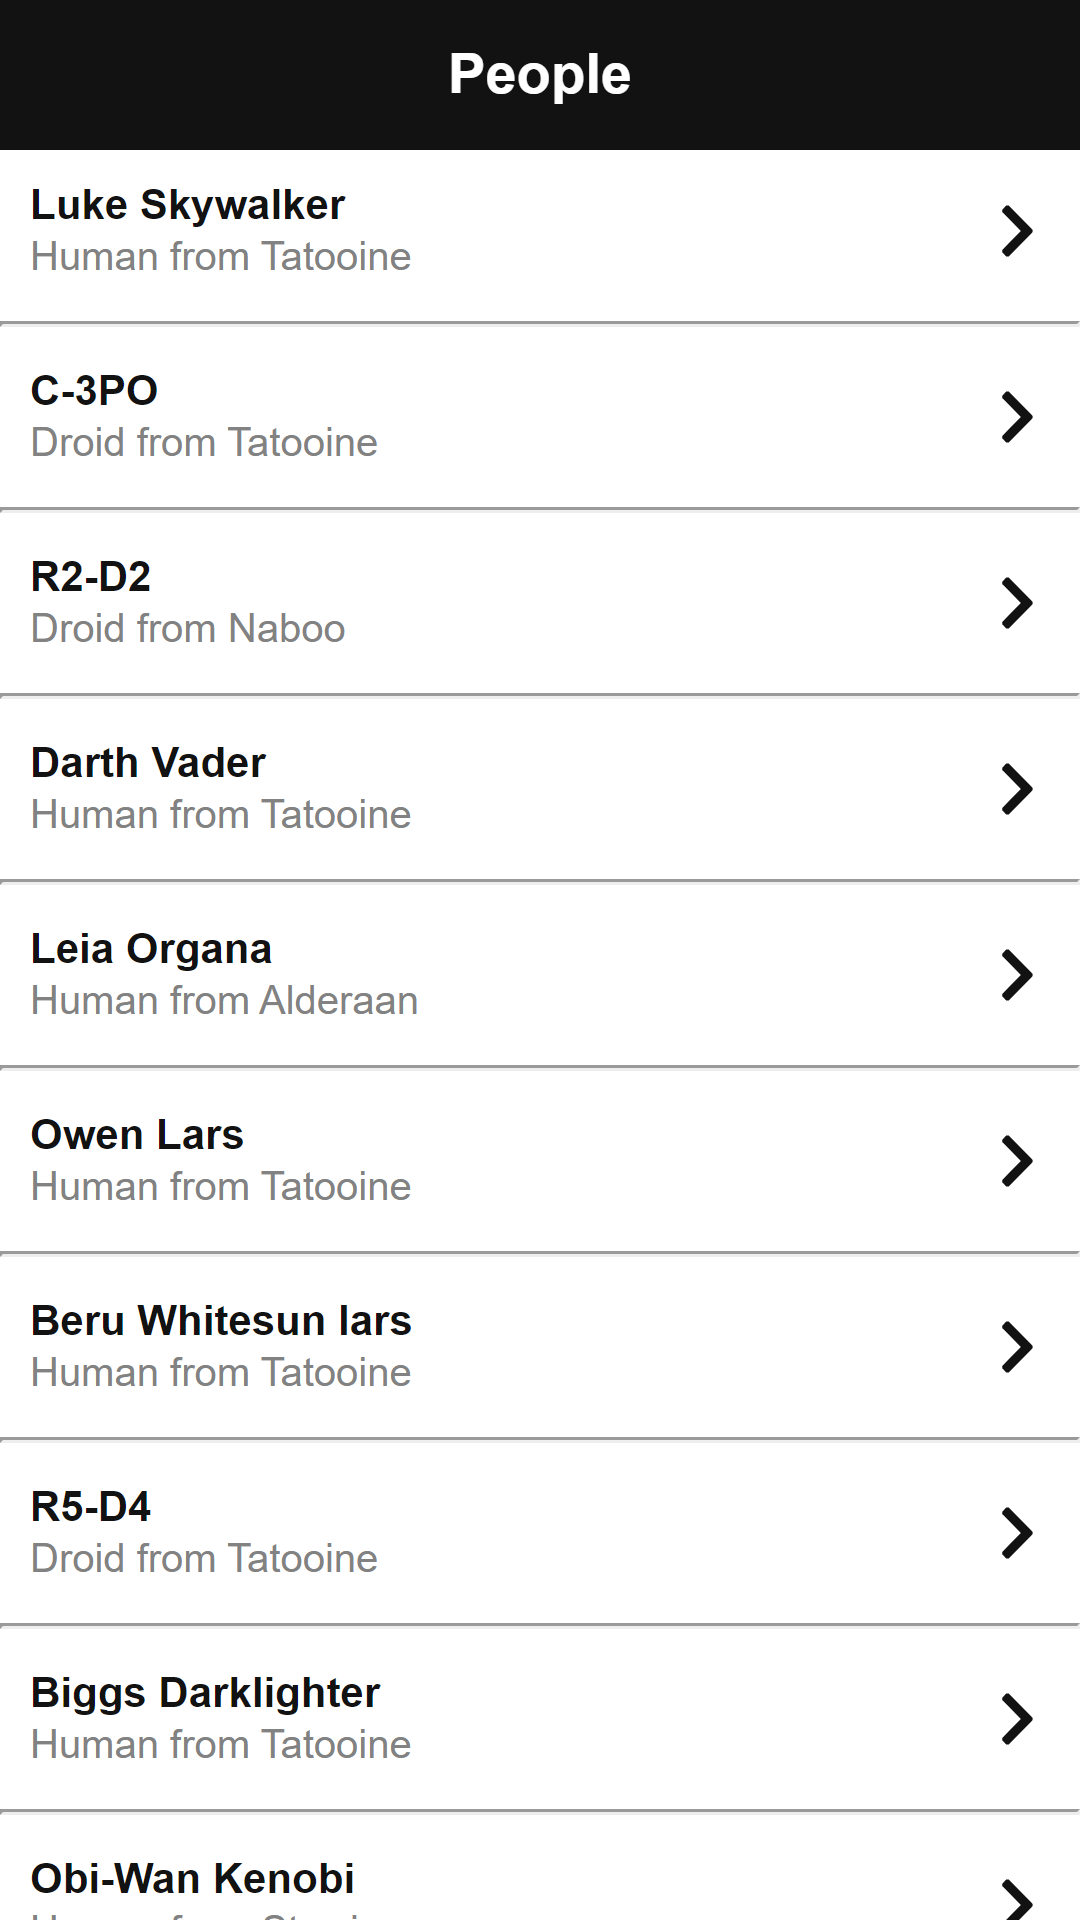 People
Luke Skywalker
Human from Tatooine
C-3PO
Droid from Tatooine
R2-D2
Droid from Naboo
Darth Vader
Human from Tatooine
Leia Organa
Human from Alderaan
Owen Lars
Human from Tatooine
Beru Whitesun lars
Human from Tatooine
R5-D4
Droid from Tatooine
Biggs Darklighter
Human from Tatooine
Obi-Wan Kenobi